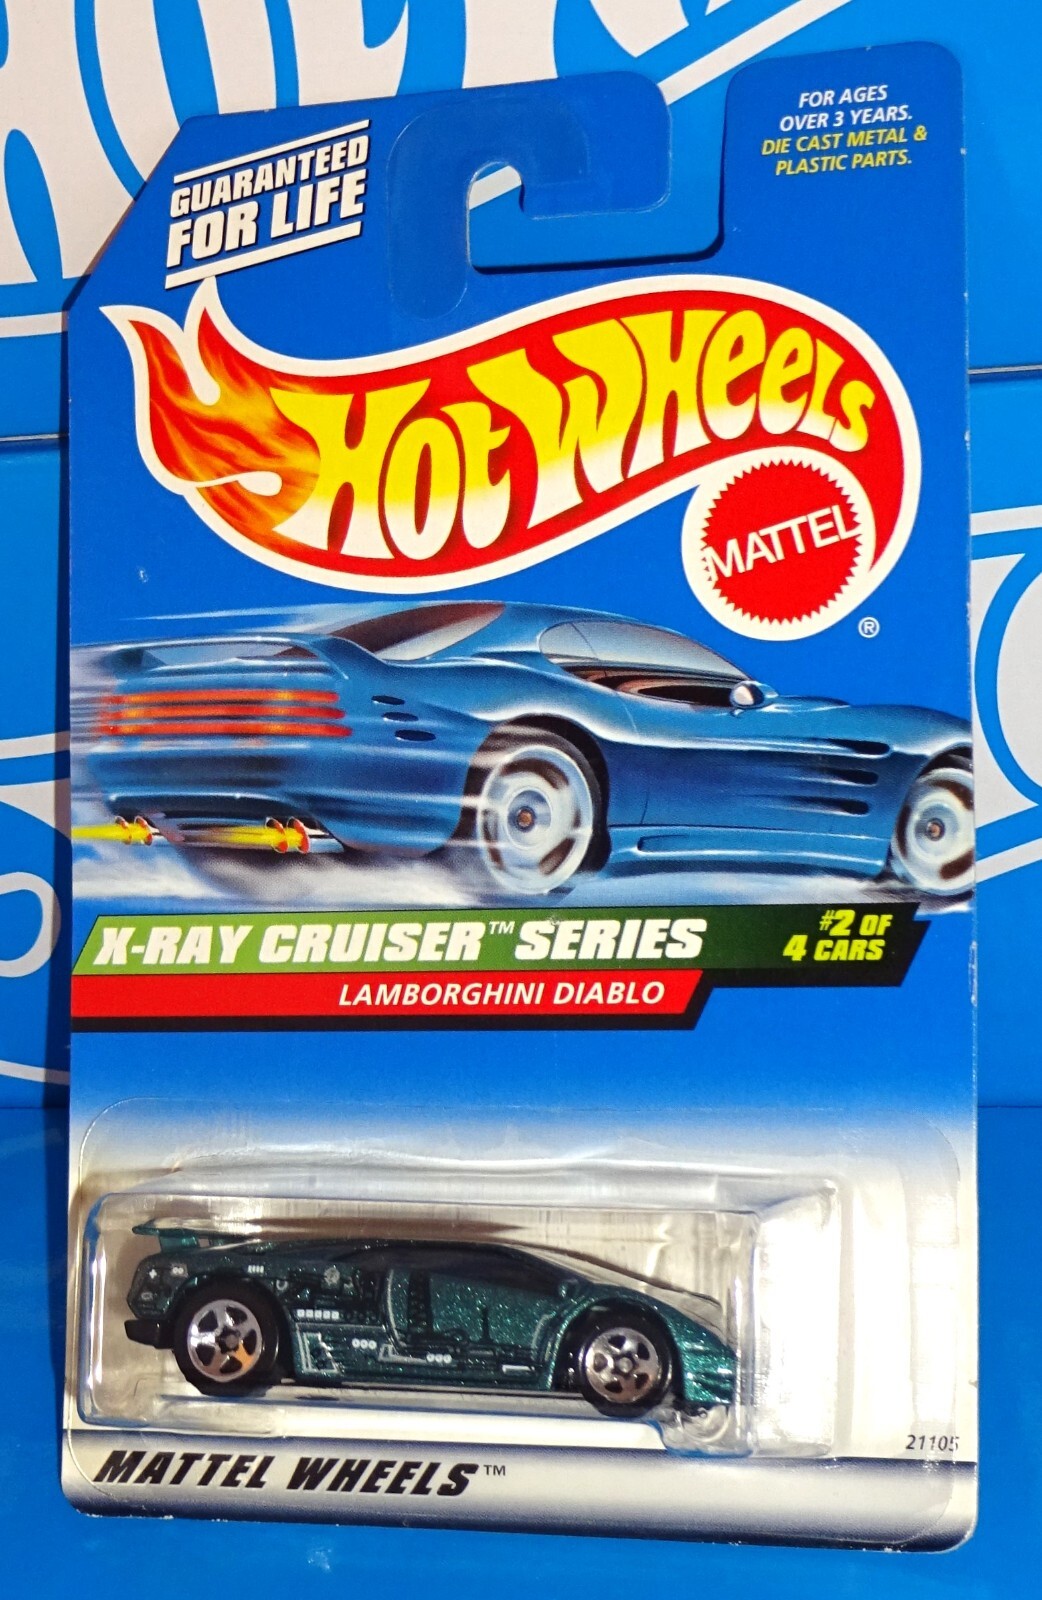 GUARANTEED
FOR LIFE
FOR AGES
OVER 3 YEARS.
DIE CAST METAL &
PLASTIC PARTS.
HOT WHEELS
MATTEL
®
X-RAY CRUISER™ SERIES
#2 OF
4 CARS
LAMBORGHINI DIABLO
21105
MATTEL WHEELS™